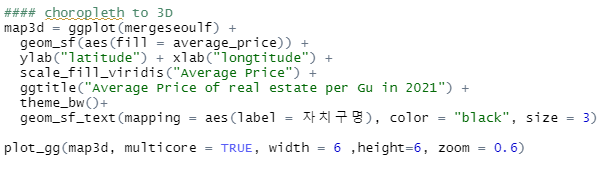 #### choropleth to 3D
map3d = ggplot(mergeseoulf) +
  geom_sf(aes(fill = average_price)) +
  ylab("latitude") + xlab("longtitude") +
  scale_fill_viridis("Average Price") +
  ggtitle("Average Price of real estate per Gu in 2021") +
  theme_bw()+
  geom_sf_text(mapping = aes(label = 자치구명), color = "black", size = 3)
plot_gg(map3d, multicore = TRUE, width = 6 ,height=6, zoom = 0.6)